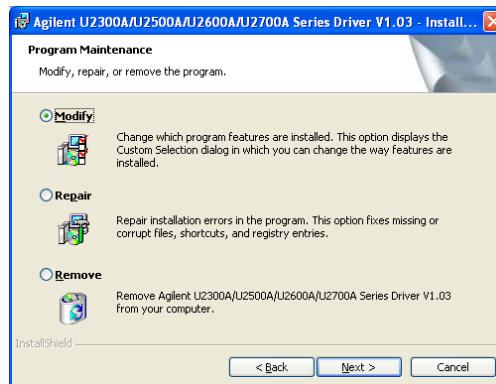 Agilent U2300A/U2500A/U2600A/U2700A Series Driver V1.03 - Install...
Program Maintenance
Modify, repair, or remove the program.
Modify
Change which program features are installed. This option displays the
Custom Selection dialog in which you can change the way features are
installed.
Repair
Repair installation errors in the program. This option fixes missing or
corrupt files, shortcuts, and registry entries.
Remove
Remove Agilent U2300A/U2500A/U2600A/U2700A Series Driver V1.03
from your computer.
InstallShield
< Back
Next >
Cancel